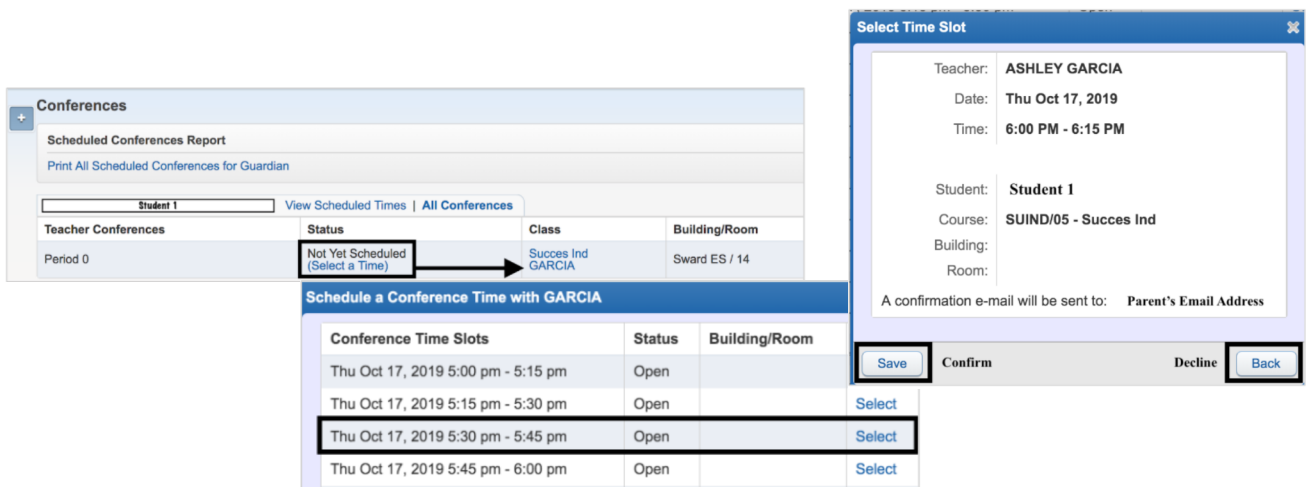 Conferences
Scheduled Conferences Report
Print All Scheduled Conferences for Guardian
Student 1 View Scheduled Times | All Conferences
Teacher Conferences Status Class Building/Room
Period 0 Not Yet Scheduled (Select a Time) Succes Ind GARCIA Sward ES / 14
Schedule a Conference Time with GARCIA
Conference Time Slots Status Building/Room
Thu Oct 17, 2019 5:00 pm - 5:15 pm Open
Thu Oct 17, 2019 5:15 pm - 5:30 pm Open Select
Thu Oct 17, 2019 5:30 pm - 5:45 pm Open Select
Thu Oct 17, 2019 5:45 pm - 6:00 pm Open Select
Select Time Slot
Teacher: ASHLEY GARCIA
Date: Thu Oct 17, 2019
Time: 6:00 PM - 6:15 PM
Student: Student 1
Course: SUIND/05 - Succes Ind
Building:
Room:
A confirmation e-mail will be sent to: Parent's Email Address
Save Confirm Decline Back